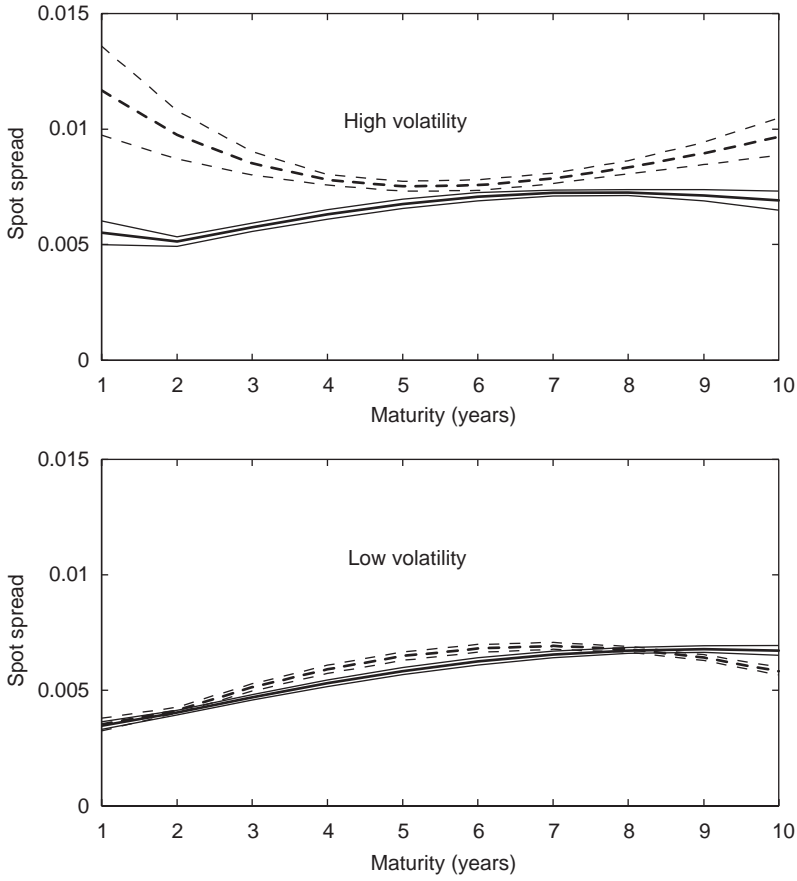 0.015
0.01
0.005
0
Spot spread
High volatility
1 2 3 4 5 6 7 8 9 10
Maturity (years)
0.015
0.01
0.005
0
Spot spread
Low volatility
1 2 3 4 5 6 7 8 9 10
Maturity (years)